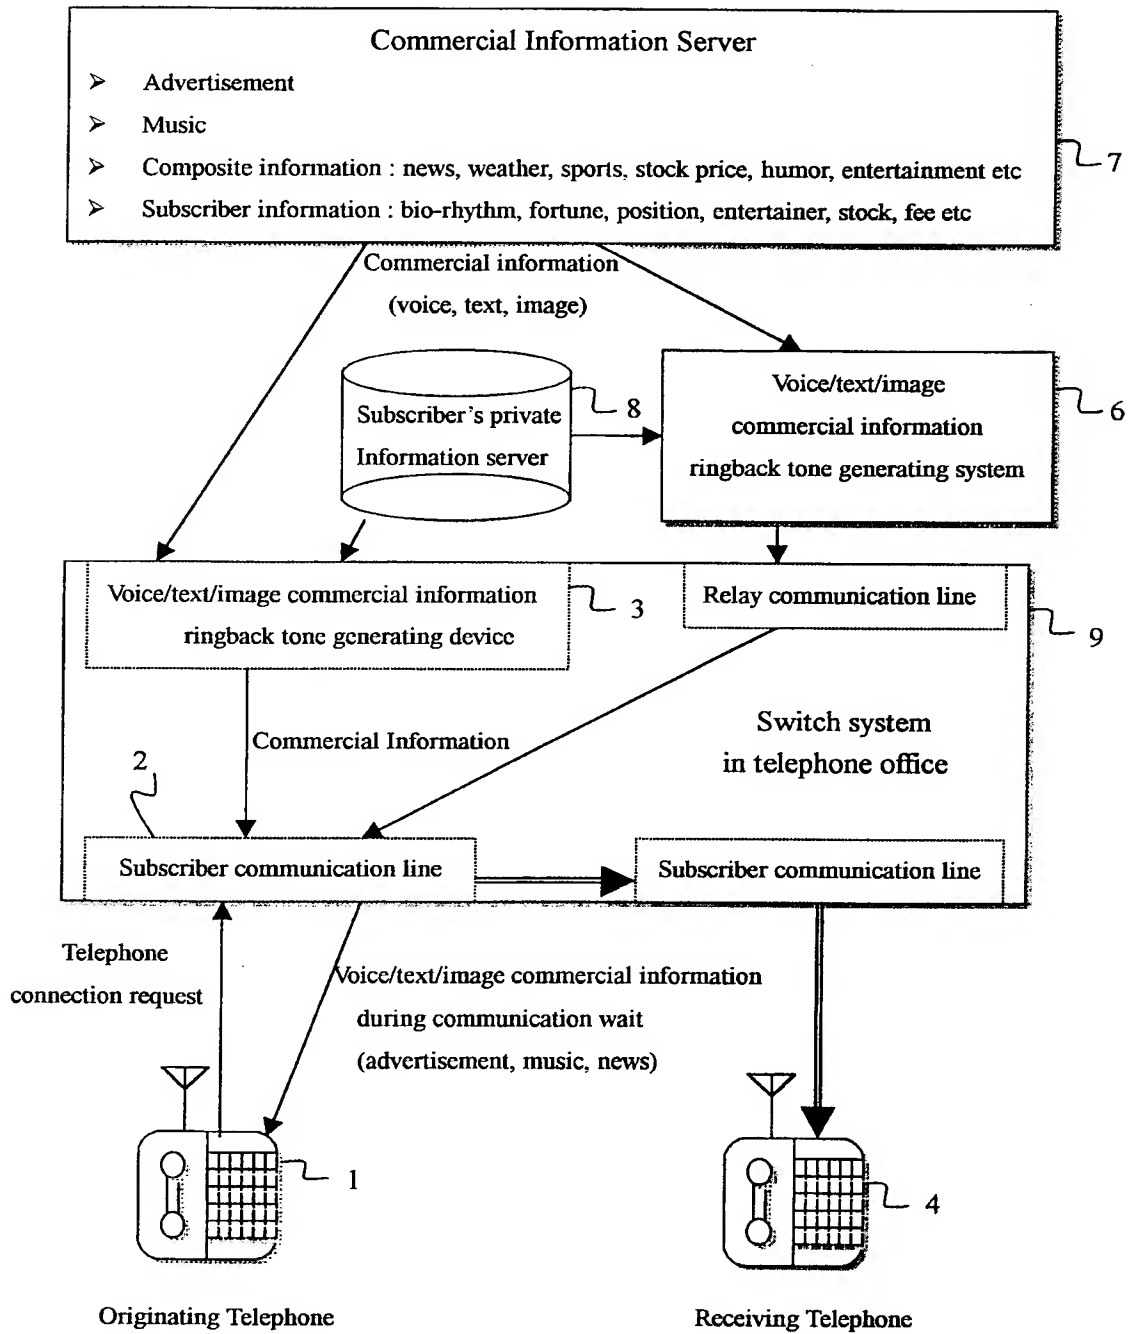 Commercial Information Server
➢ Advertisement
➢ Music
➢ Composite information : news, weather, sports, stock price, humor, entertainment etc
➢ Subscriber information : bio-rhythm, fortune, position, entertainer, stock, fee etc
7
Commercial information
(voice, text, image)
Subscriber's private
Information server
8
Voice/text/image
commercial information
ringback tone generating system
6
Voice/text/image commercial information
ringback tone generating device
3
Relay communication line
9
Commercial Information
Switch system
in telephone office
2
Subscriber communication line
Subscriber communication line
Telephone
connection request
Voice/text/image commercial information
during communication wait
(advertisement, music, news)
1
4
Originating Telephone
Receiving Telephone